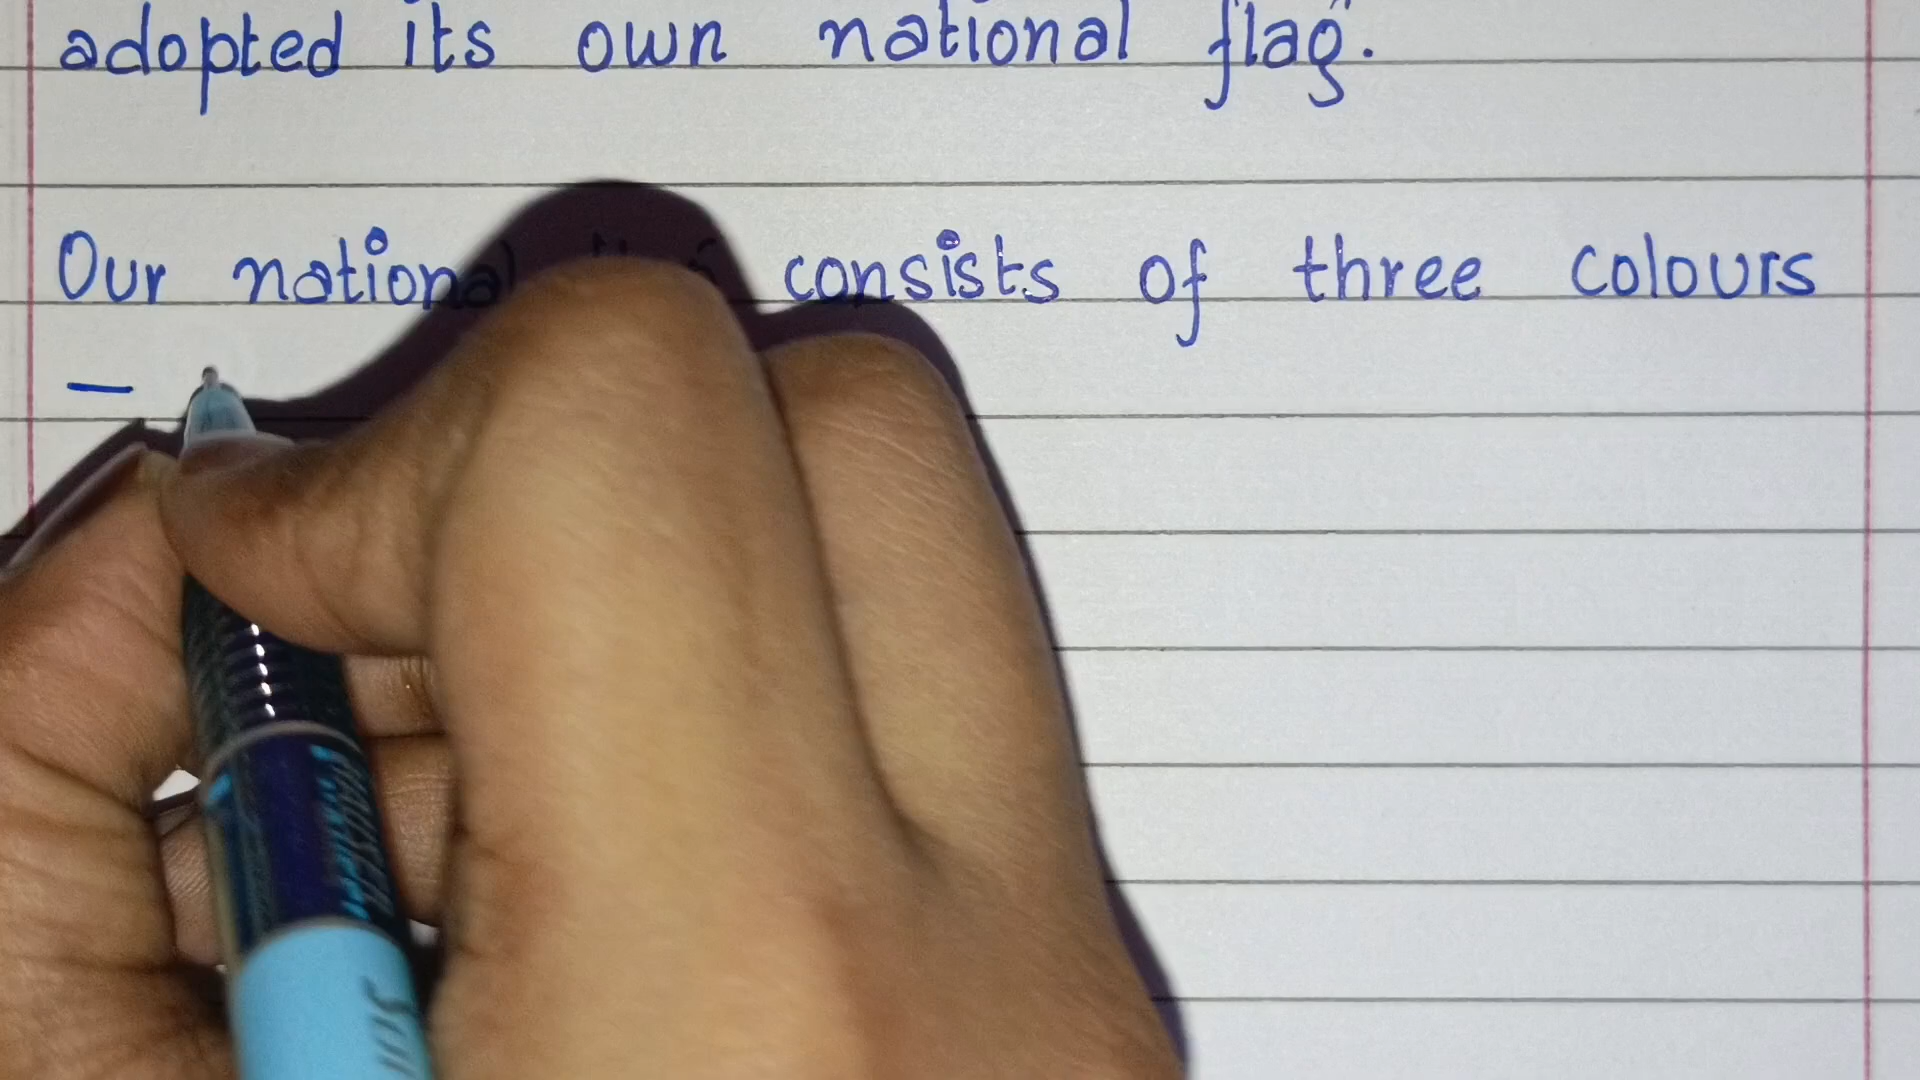 adopted its own national flag.
Our national consists of three colours
-